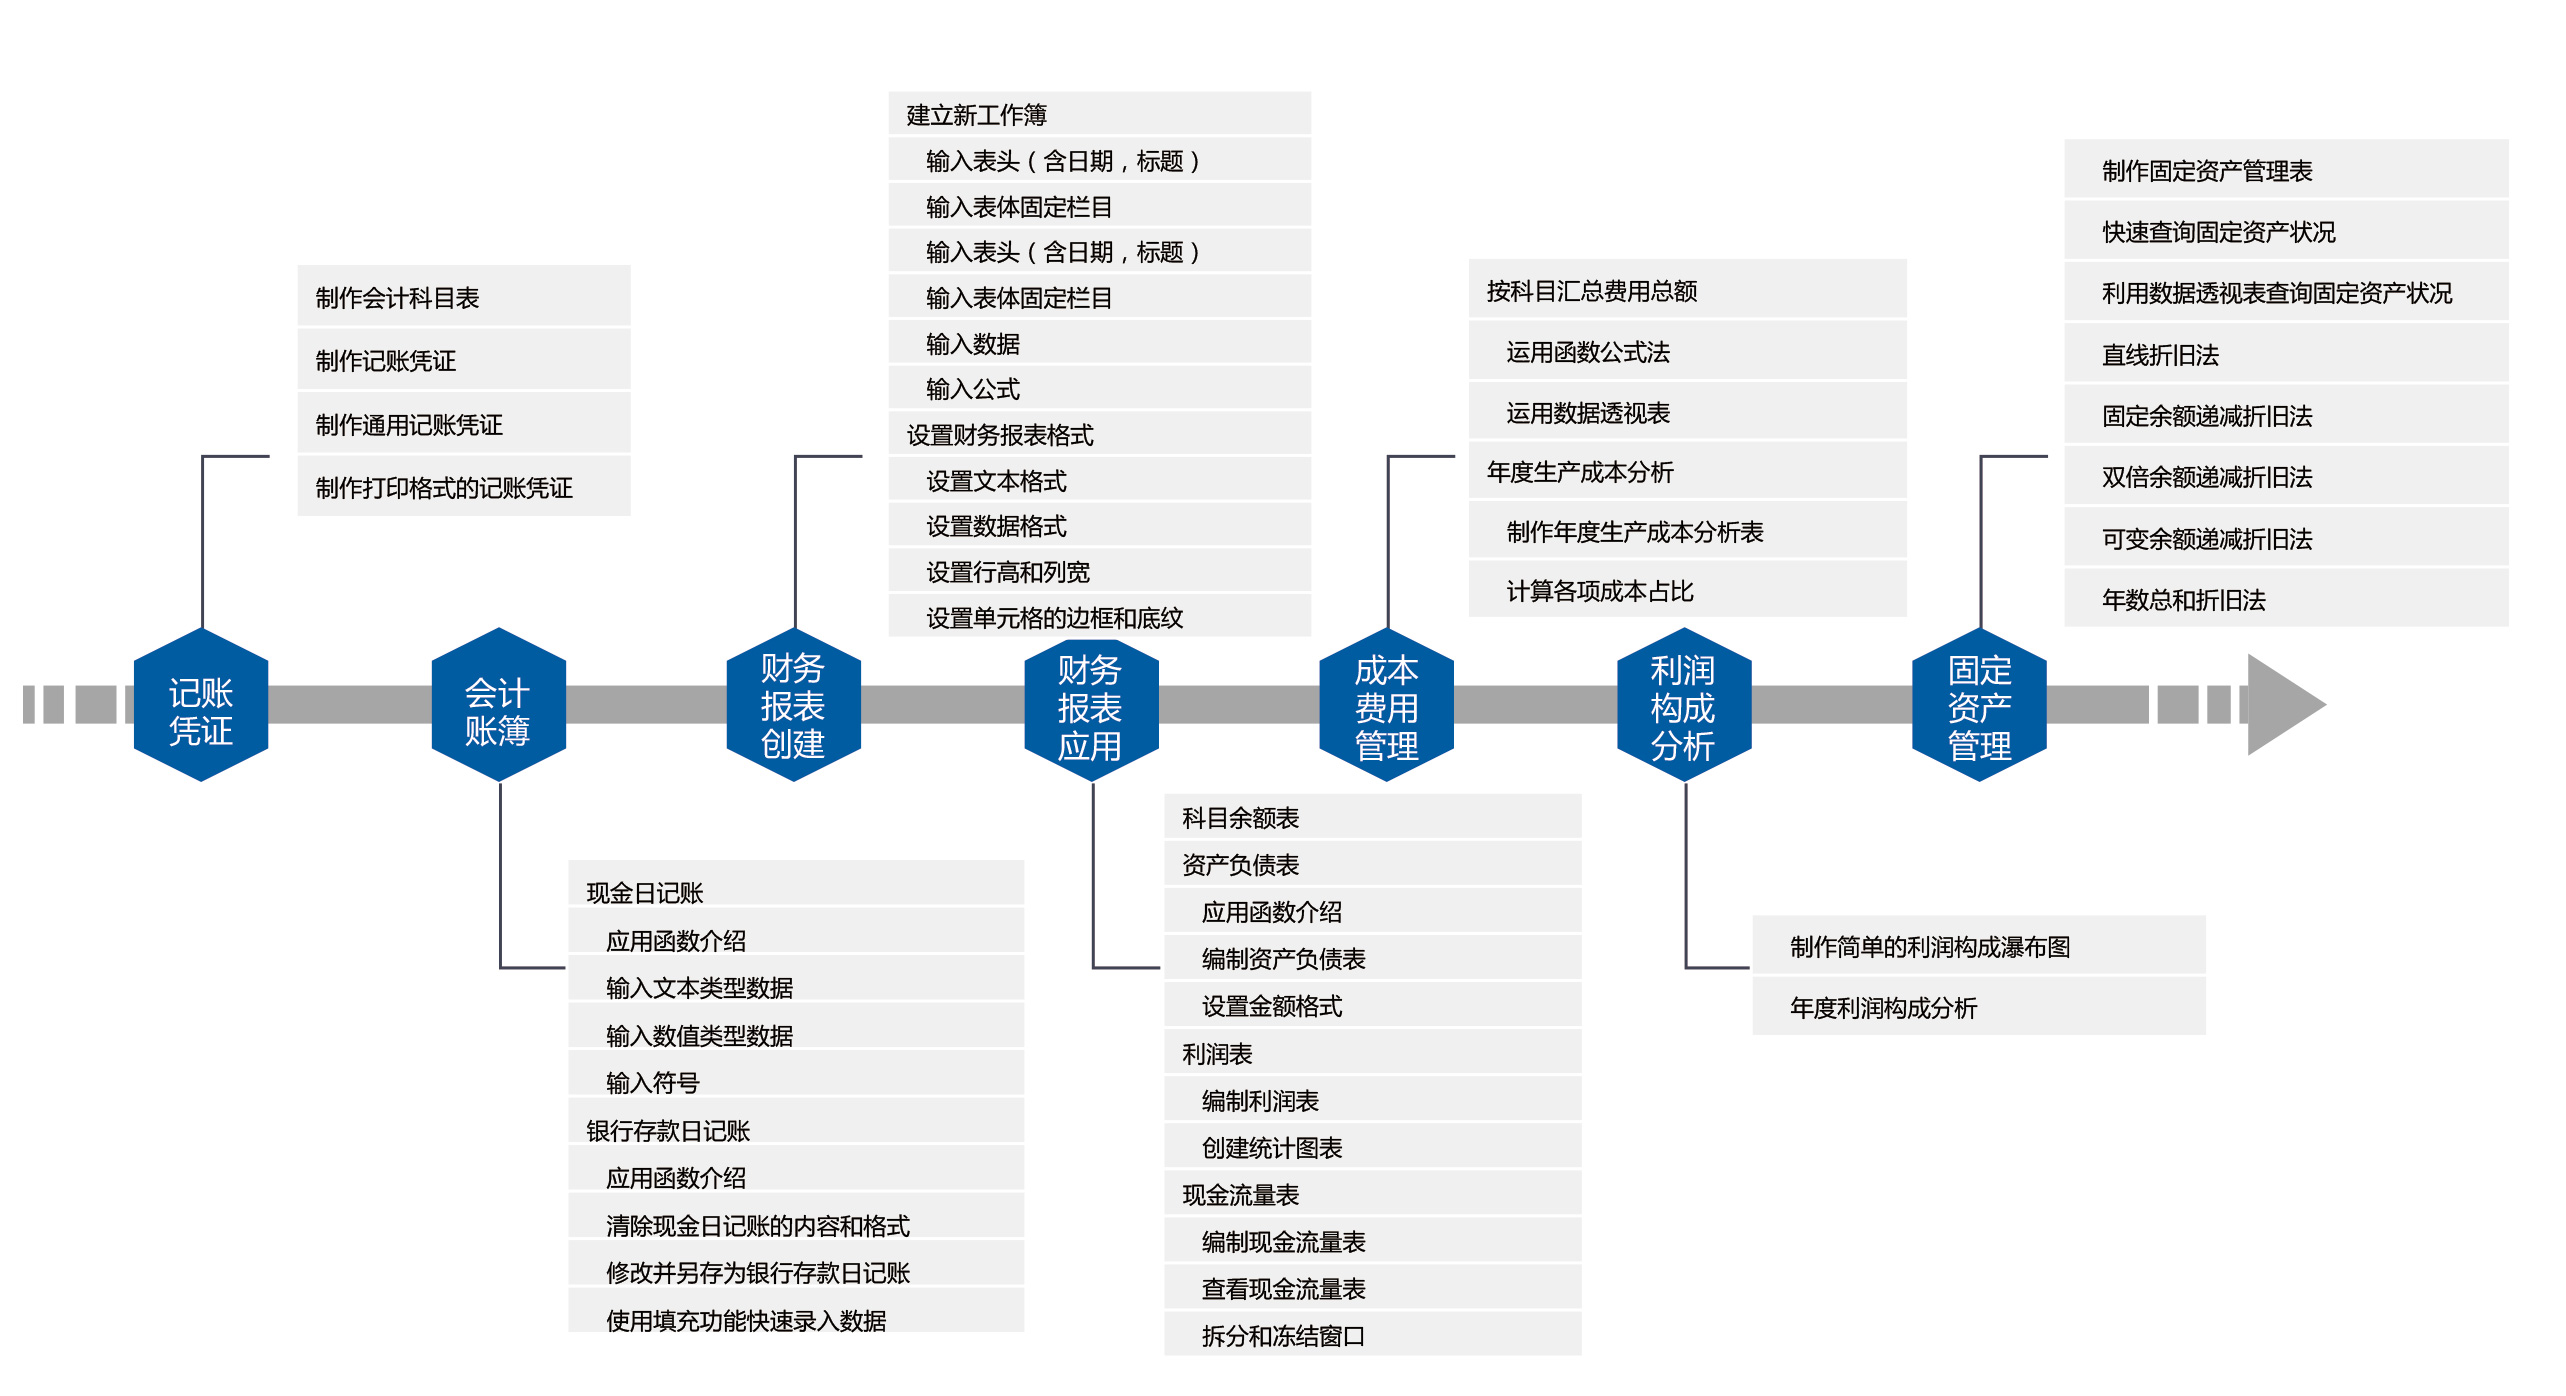 记账
凭证
制作会计科目表
制作记账凭证
制作通用记账凭证
制作打印格式的记账凭证
会计
账簿
现金日记账
应用函数介绍
输入文本类型数据
输入数值类型数据
输入符号
银行存款日记账
应用函数介绍
清除现金日记账的内容和格式
修改并另存为银行存款日记账
使用填充功能快速录入数据
财务
报表
创建
建立新工作簿
输入表头（含日期，标题）
输入表体固定栏目
输入表头（含日期，标题）
输入表体固定栏目
输入数据
输入公式
设置财务报表格式
设置文本格式
设置数据格式
设置行高和列宽
设置单元格的边框和底纹
财务
报表
应用
科目余额表
资产负债表
应用函数介绍
编制资产负债表
设置金额格式
利润表
编制利润表
创建统计图表
现金流量表
编制现金流量表
查看现金流量表
拆分和冻结窗口
成本
费用
管理
按科目汇总费用总额
运用函数公式法
运用数据透视表
年度生产成本分析
制作年度生产成本分析表
计算各项成本占比
利润
构成
分析
制作简单的利润构成瀑布图
年度利润构成分析
固定
资产
管理
制作固定资产管理表
快速查询固定资产状况
利用数据透视表查询固定资产状况
直线折旧法
固定余额递减折旧法
双倍余额递减折旧法
可变余额递减折旧法
年数总和折旧法